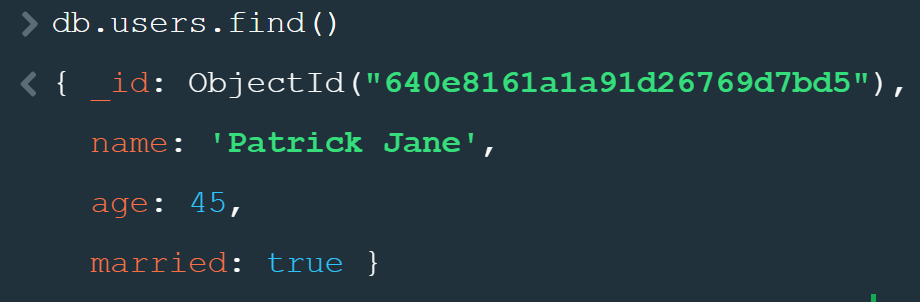 > db.users.find()
< { _id: ObjectId("640e8161a1a91d26769d7bd5"),
name: 'Patrick Jane',
age: 45,
married: true }